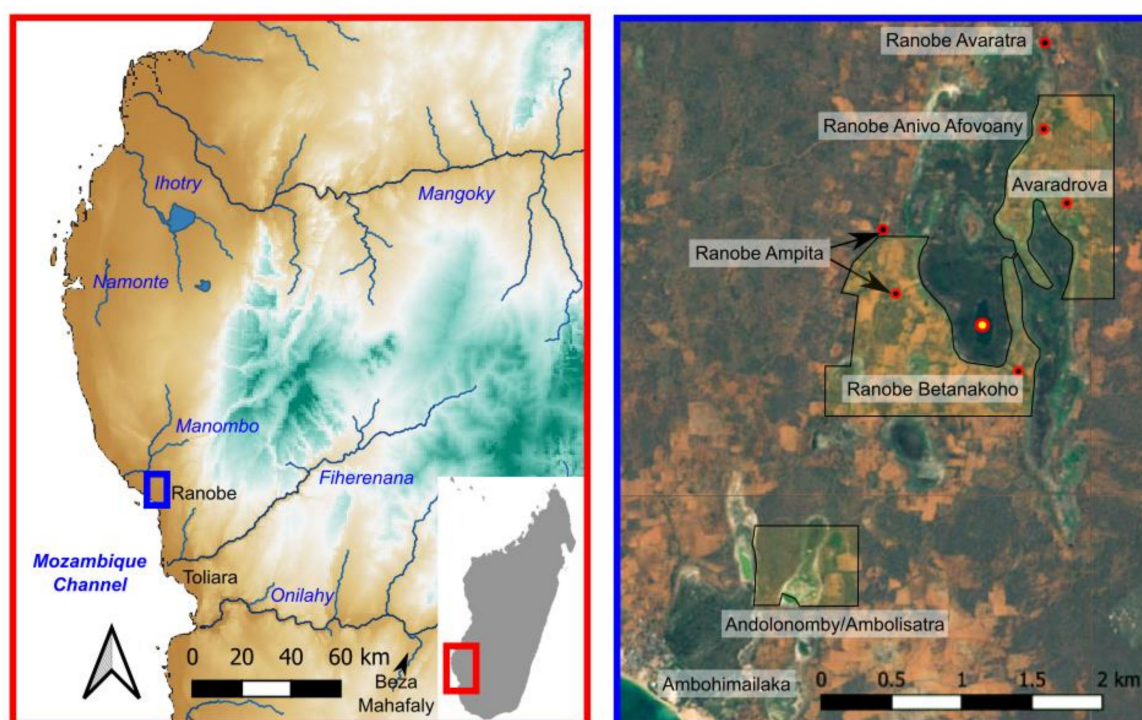 Ihotry
Mangoky
Namonte
Manombo
Ranobe
Fiherenana
Mozambique
Channel
Toliara
Onilahy
0 20 40 60 km
Beza
Mahafaly
Ranobe Avaratra
Ranobe Anivo Afovoany
Avaradrova
Ranobe Ampita
Ranobe Betanakoho
Andolonomby/Ambolisatra
Ambohimailaka
0 0.5 1 1.5 2 km